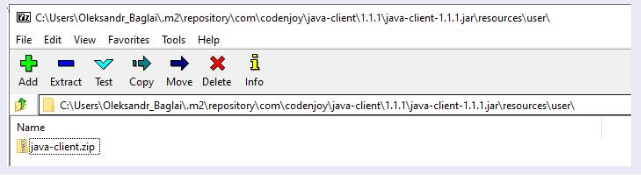 C:\Users\Oleksandr_Baglai\.m2\repository\com\codenjoy\java-client\1.1.1\java-client-1.1.1.jar\resources\user\
File Edit View Favorites Tools Help
Add Extract Test Copy Move Delete Info
C:\Users\Oleksandr_Baglai\.m2\repository\com\codenjoy\java-client\1.1.1\java-client-1.1.1.jar\resources\user\
Name
java-client.zip